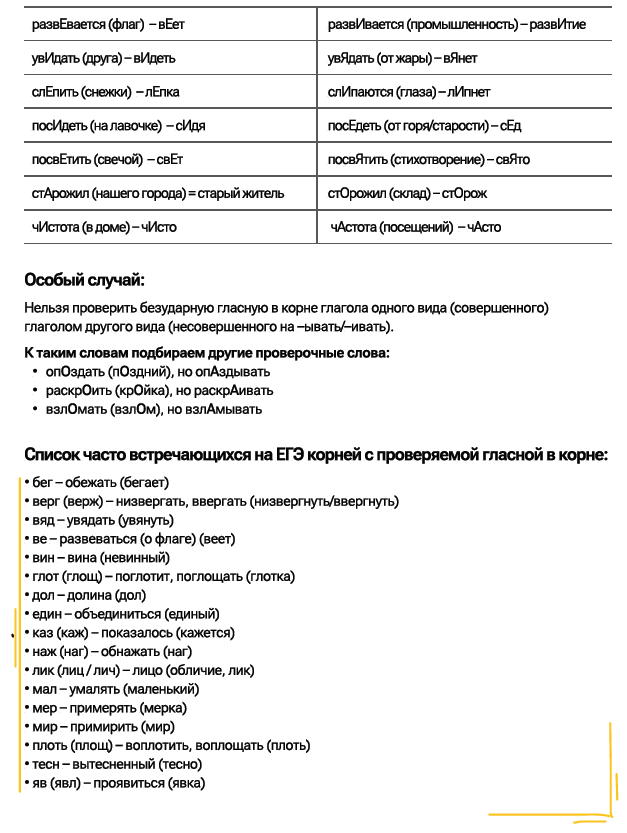 развЕвается (флаг) – вЕет развИвается (промышленность) – развИтие
увИдать (друга) – вИдеть увЯдать (от жары) – вЯнет
слЕпить (снежки) – лЕпка слИпаются (глаза) – лИпнет
посИдеть (на лавочке) – сИдя посЕдеть (от горя/старости) – сЕд
посвЕтить (свечой) – свЕт посвЯтить (стихотворение) – свЯто
стАрожил (нашего города) = старый житель стОрожил (склад) – стОрож
чИстота (в доме) – чИсто чАстота (посещений) – чАсто
Особый случай:
Нельзя проверить безударную гласную в корне глагола одного вида (совершенного)
глаголом другого вида (несовершенного на –ывать/–ивать).
К таким словам подбираем другие проверочные слова:
• опОздать (пОздний), но опАздывать
• раскрОить (крОйка), но раскрАивать
• взлОмать (взлОм), но взлАмывать
Список часто встречающихся на ЕГЭ корней с проверяемой гласной в корне:
• бег – обежать (бегает)
• верг (верж) – низвергать, ввергать (низвергнуть/ввергнуть)
• вяд – увядать (увянуть)
• ве – развеваться (о флаге) (веет)
• вин – вина (невинный)
• глот (глощ) – поглотит, поглощать (глотка)
• дол – долина (дол)
• един – объединиться (единый)
• каз (каж) – показалось (кажется)
• наж (наг) – обнажать (наг)
• лик (лиц / лич) – лицо (обличие, лик)
• мал – умалять (маленький)
• мер – примерять (мерка)
• мир – примирить (мир)
• плоть (площ) – воплотить, воплощать (плоть)
• тесн – вытесненный (тесно)
• яв (явл) – проявиться (явка)